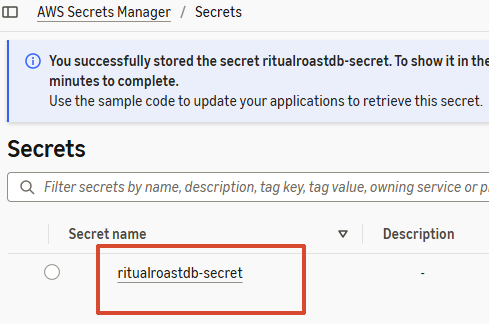 AWS Secrets Manager / Secrets
You successfully stored the secret ritualroastdb-secret. To show it in the
minutes to complete.
Use the sample code to update your applications to retrieve this secret.
Secrets
Filter secrets by name, description, tag key, tag value, owning service or p
Secret name Description
ritualroastdb-secret -